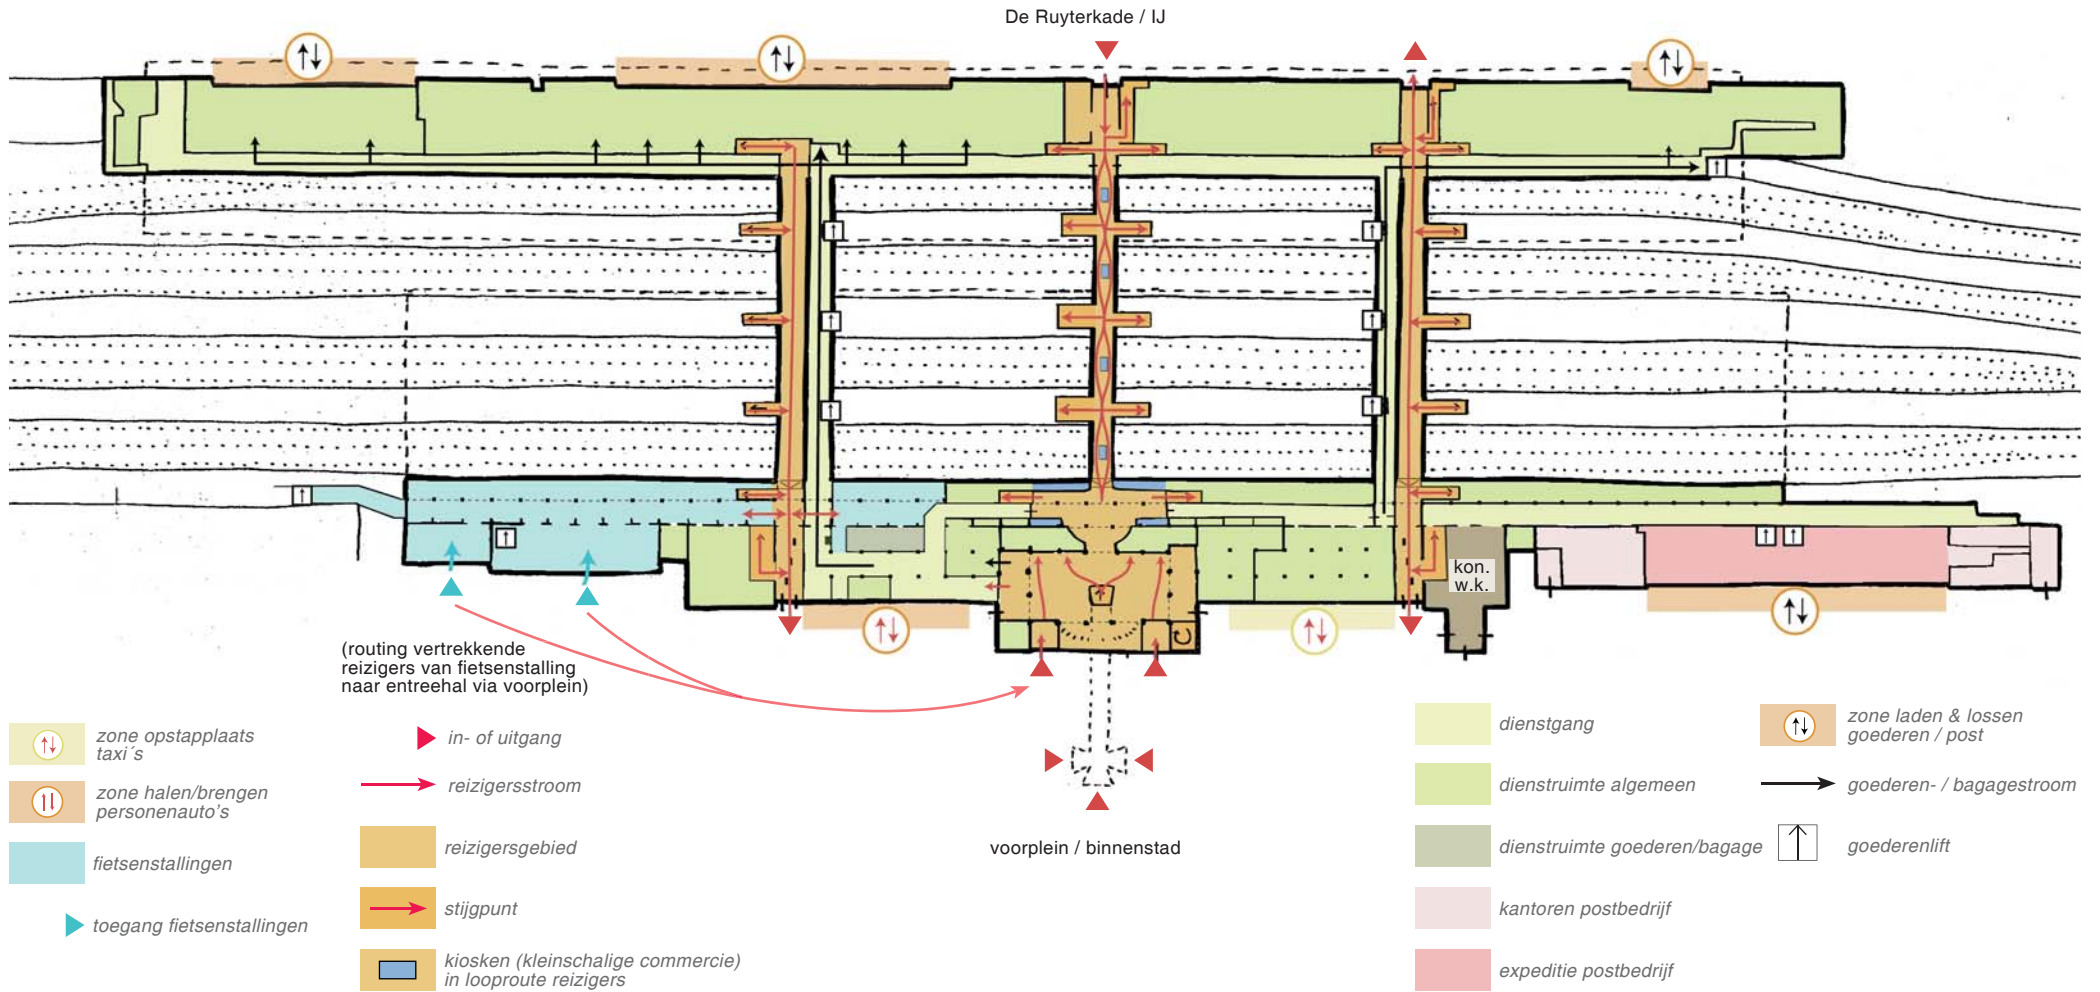 De Ruyterkade / IJ
kon.
w.k.
(routing vertrekkende
reizigers van fietsenstalling
naar entreehal via voorplein)
voorplein / binnenstad
zone opstapplaats
taxi´s
zone halen/brengen
personenauto's
fietsenstallingen
toegang fietsenstallingen
in- of uitgang
reizigersstroom
reizigersgebied
stijgpunt
kiosken (kleinschalige commercie)
in looproute reizigers
dienstgang
dienstruimte algemeen
dienstruimte goederen/bagage
kantoren postbedrijf
expeditie postbedrijf
zone laden & lossen
goederen / post
goederen- / bagagestroom
goederenlift